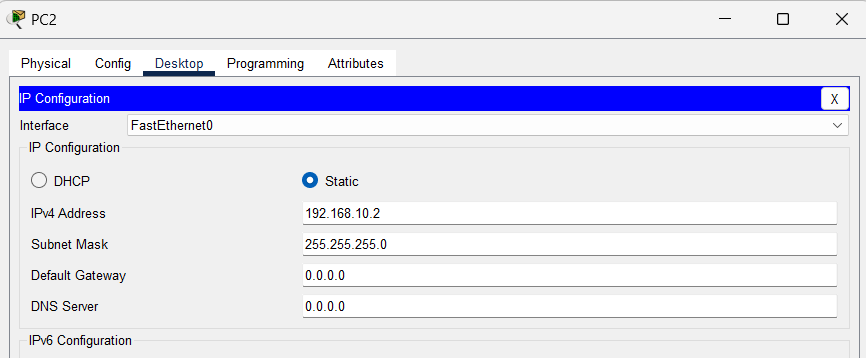 PC2
Physical Config Desktop Programming Attributes
IP Configuration X
Interface FastEthernet0
IP Configuration
DHCP Static
IPv4 Address 192.168.10.2
Subnet Mask 255.255.255.0
Default Gateway 0.0.0.0
DNS Server 0.0.0.0
IPv6 Configuration